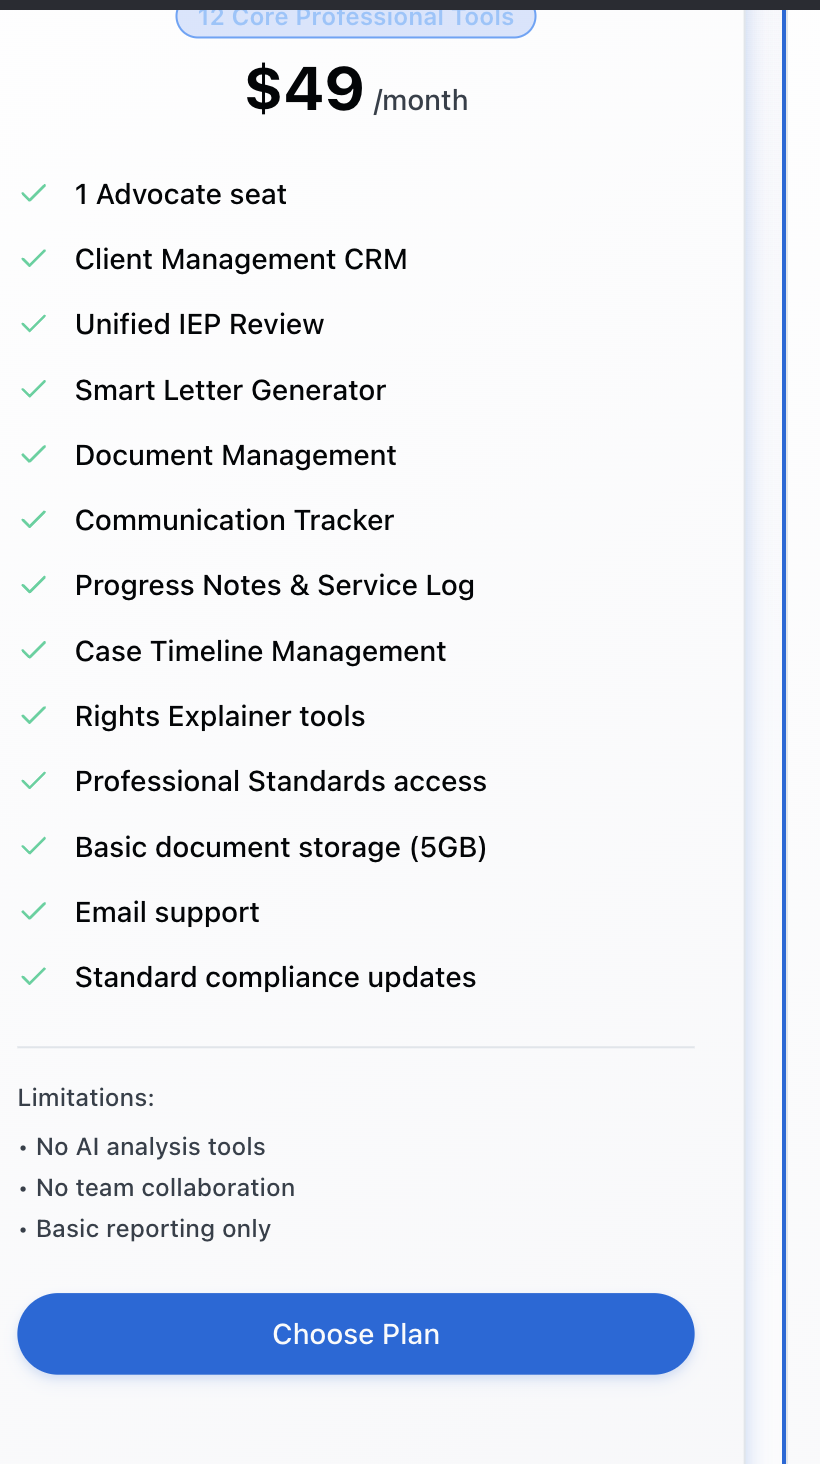 12 Core Professional Tools
$49 /month
1 Advocate seat
Client Management CRM
Unified IEP Review
Smart Letter Generator
Document Management
Communication Tracker
Progress Notes & Service Log
Case Timeline Management
Rights Explainer tools
Professional Standards access
Basic document storage (5GB)
Email support
Standard compliance updates
Limitations:
• No AI analysis tools
• No team collaboration
• Basic reporting only
Choose Plan